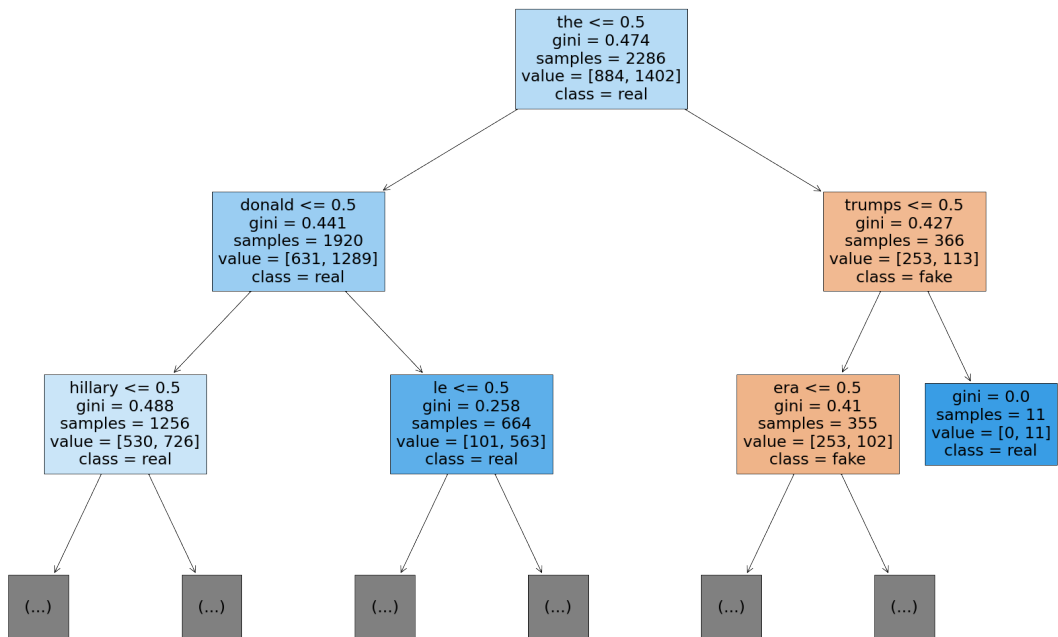 the <= 0.5
gini = 0.474
samples = 2286
value = [884, 1402]
class = real
donald <= 0.5
gini = 0.441
samples = 1920
value = [631, 1289]
class = real
trumps <= 0.5
gini = 0.427
samples = 366
value = [253, 113]
class = fake
hillary <= 0.5
gini = 0.488
samples = 1256
value = [530, 726]
class = real
le <= 0.5
gini = 0.258
samples = 664
value = [101, 563]
class = real
era <= 0.5
gini = 0.41
samples = 355
value = [253, 102]
class = fake
gini = 0.0
samples = 11
value = [0, 11]
class = real
(...)
(...)
(...)
(...)
(...)
(...)